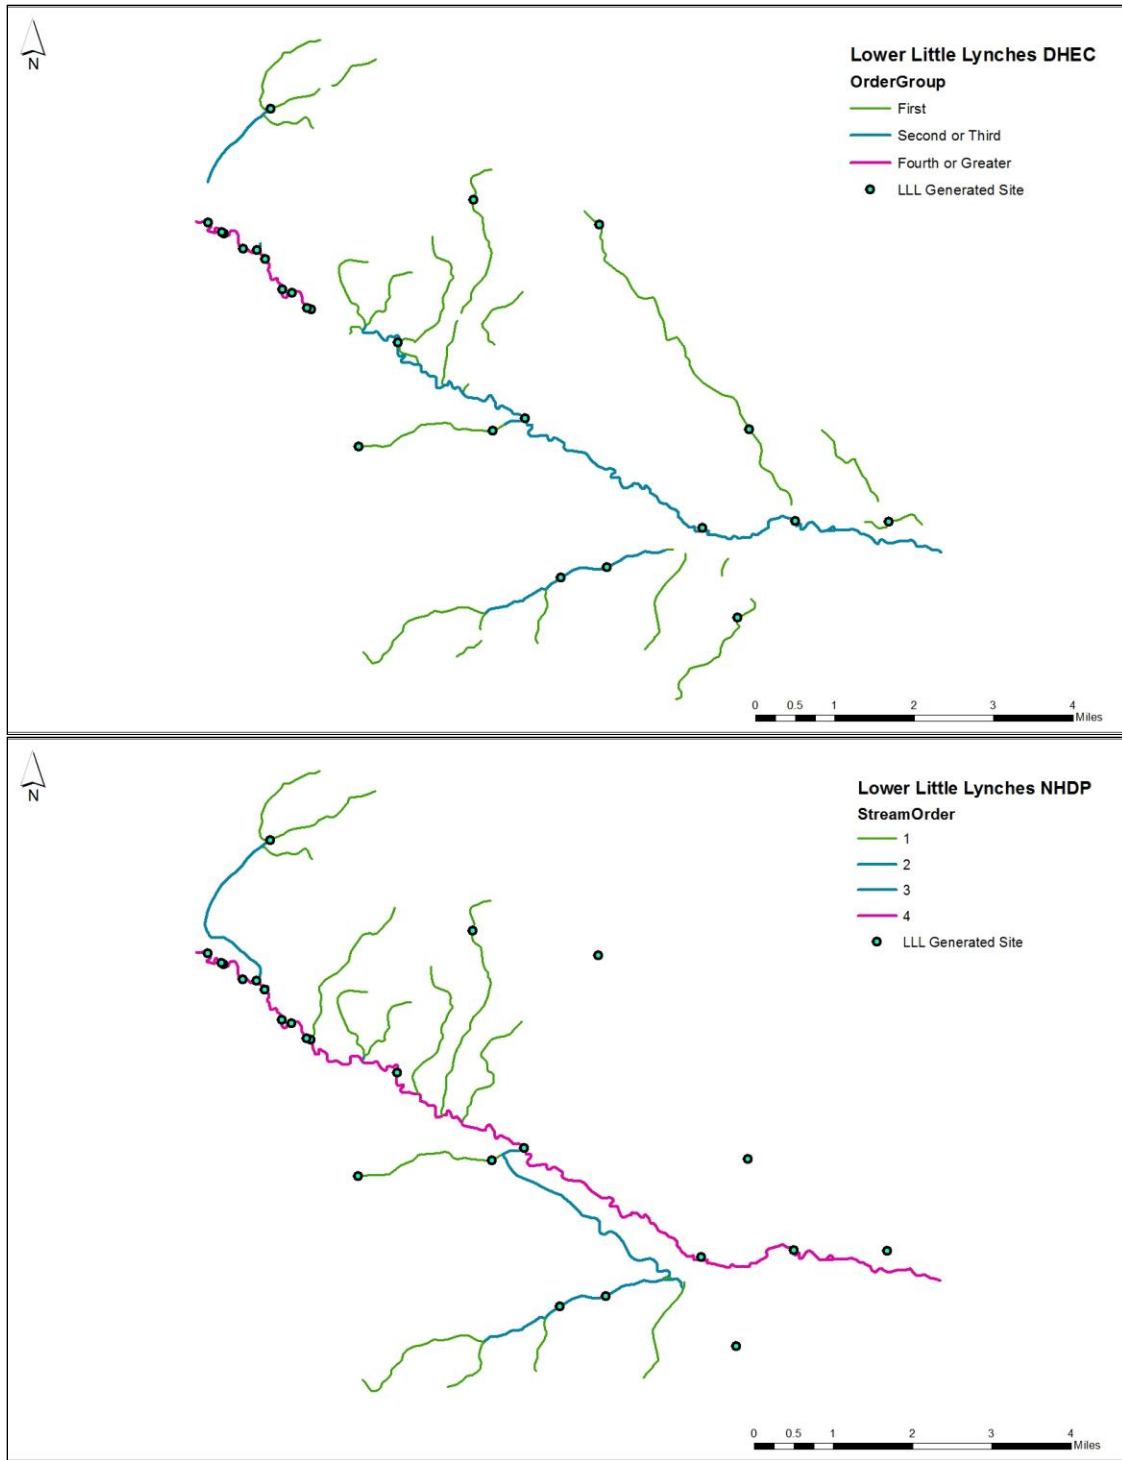 N
Lower Little Lynches DHEC
OrderGroup
First
Second or Third
Fourth or Greater
LLL Generated Site
0 0.5 1 2 3 4
Miles
N
Lower Little Lynches NHDP
StreamOrder
1
2
3
4
LLL Generated Site
0 0.5 1 2 3 4
Miles